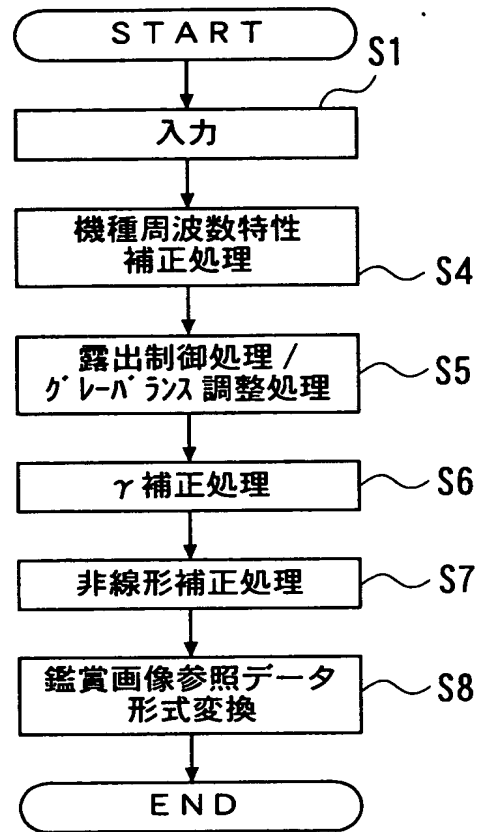 START
S1
入力
機種周波数特性
補正処理
S4
露出制御処理/
グレーバランス調整処理
S5
γ補正処理
S6
非線形補正処理
S7
鑑賞画像参照データ
形式変換
S8
END